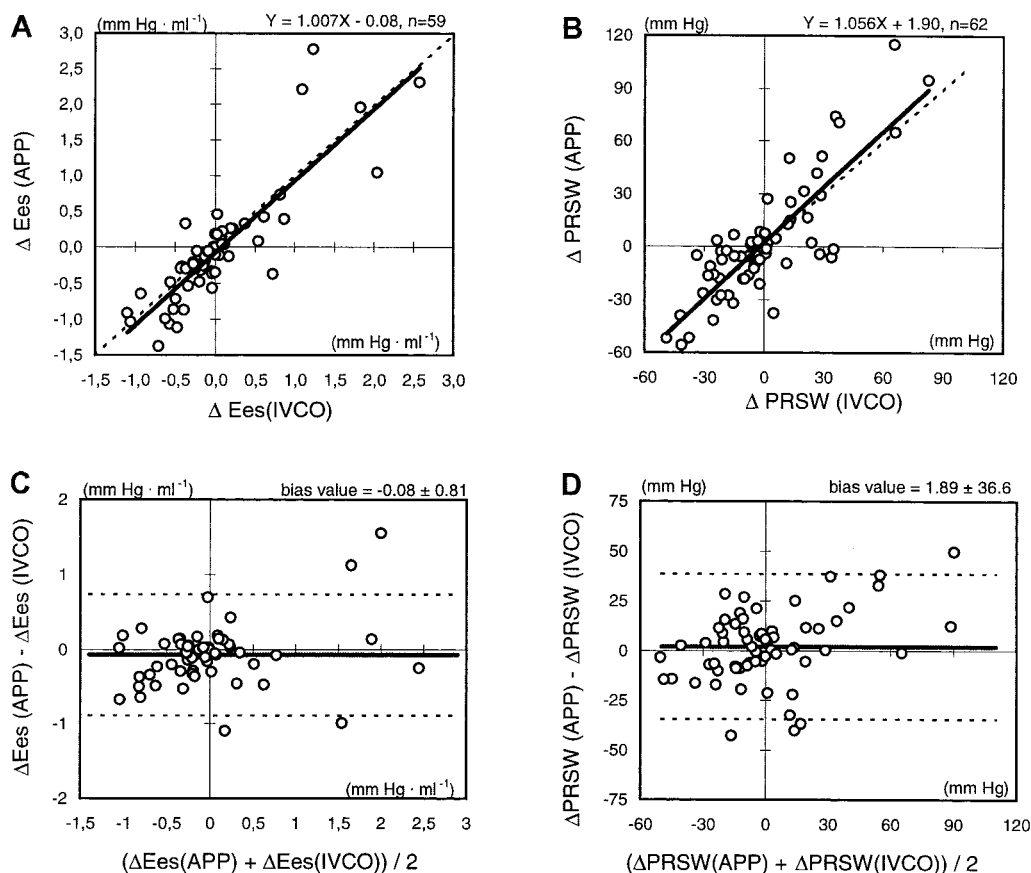 A
(mm Hg · ml -1)
Y = 1.007X - 0.08, n=59
3,0
2,5
2,0
1,5
1,0
0,5
0,0
-0,5
-1,0
-1,5
Δ Ees (APP)
(mm Hg · ml -1)
-1,5 -1,0 -0,5 0,0 0,5 1,0 1,5 2,0 2,5 3,0
Δ Ees(IVCO)
B
(mm Hg)
Y = 1.056X + 1.90, n=62
120
90
60
30
0
-30
-60
Δ PRSW (APP)
(mm Hg)
-60 -30 0 30 60 90 120
Δ PRSW (IVCO)
C
(mm Hg · ml -1)
bias value = -0.08 ± 0.81
2
1
0
-1
-2
ΔEes (APP) - ΔEes (IVCO)
(mm Hg · ml -1)
-1,5 -1 -0,5 0 0,5 1 1,5 2 2,5 3
(ΔEes(APP) + ΔEes(IVCO)) / 2
D
(mm Hg)
bias value = 1.89 ± 36.6
75
50
25
0
-25
-50
-75
ΔPRSW (APP) - ΔPRSW (IVCO)
(mm Hg)
-60 -30 0 30 60 90 120
(ΔPRSW(APP) + ΔPRSW(IVCO)) / 2